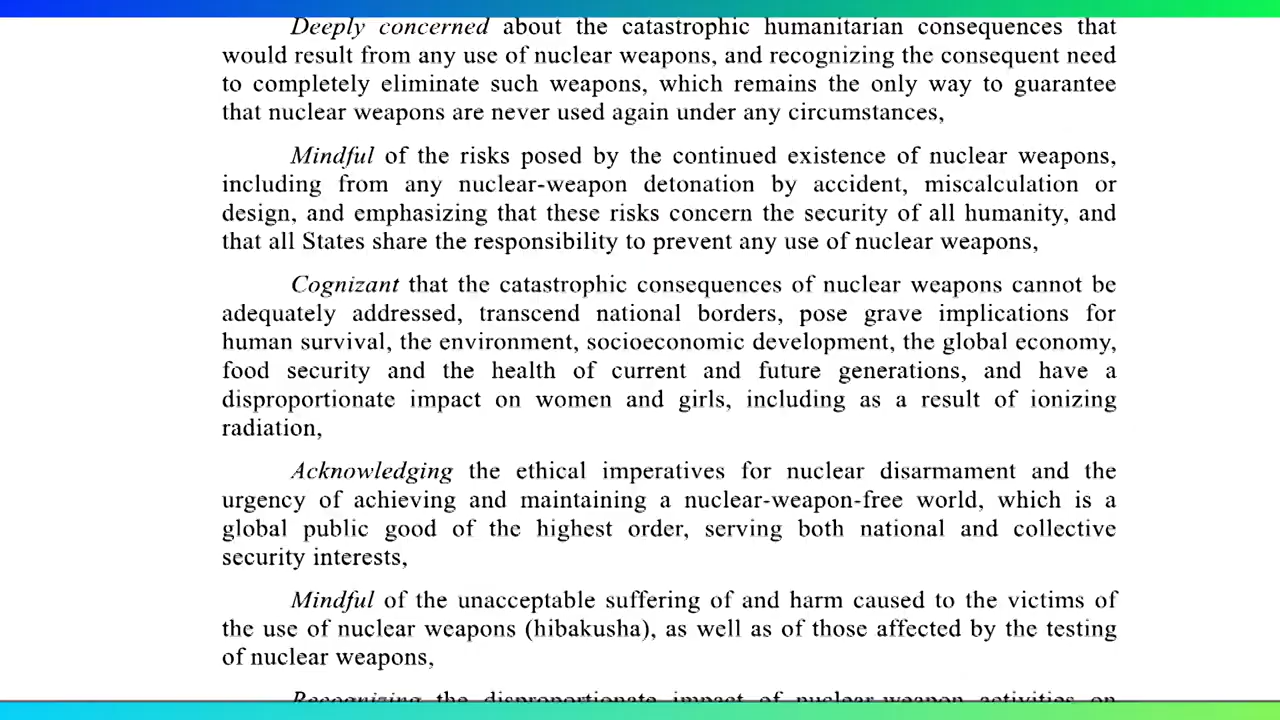 Deeply concerned about the catastrophic humanitarian consequences that
would result from any use of nuclear weapons, and recognizing the consequent need
to completely eliminate such weapons, which remains the only way to guarantee
that nuclear weapons are never used again under any circumstances,
Mindful of the risks posed by the continued existence of nuclear weapons,
including from any nuclear-weapon detonation by accident, miscalculation or
design, and emphasizing that these risks concern the security of all humanity, and
that all States share the responsibility to prevent any use of nuclear weapons,
Cognizant that the catastrophic consequences of nuclear weapons cannot be
adequately addressed, transcend national borders, pose grave implications for
human survival, the environment, socioeconomic development, the global economy,
food security and the health of current and future generations, and have a
disproportionate impact on women and girls, including as a result of ionizing
radiation,
Acknowledging the ethical imperatives for nuclear disarmament and the
urgency of achieving and maintaining a nuclear-weapon-free world, which is a
global public good of the highest order, serving both national and collective
security interests,
Mindful of the unacceptable suffering of and harm caused to the victims of
the use of nuclear weapons (hibakusha), as well as of those affected by the testing
of nuclear weapons,
Recognizing the disproportionate impact of nuclear-weapon activities on